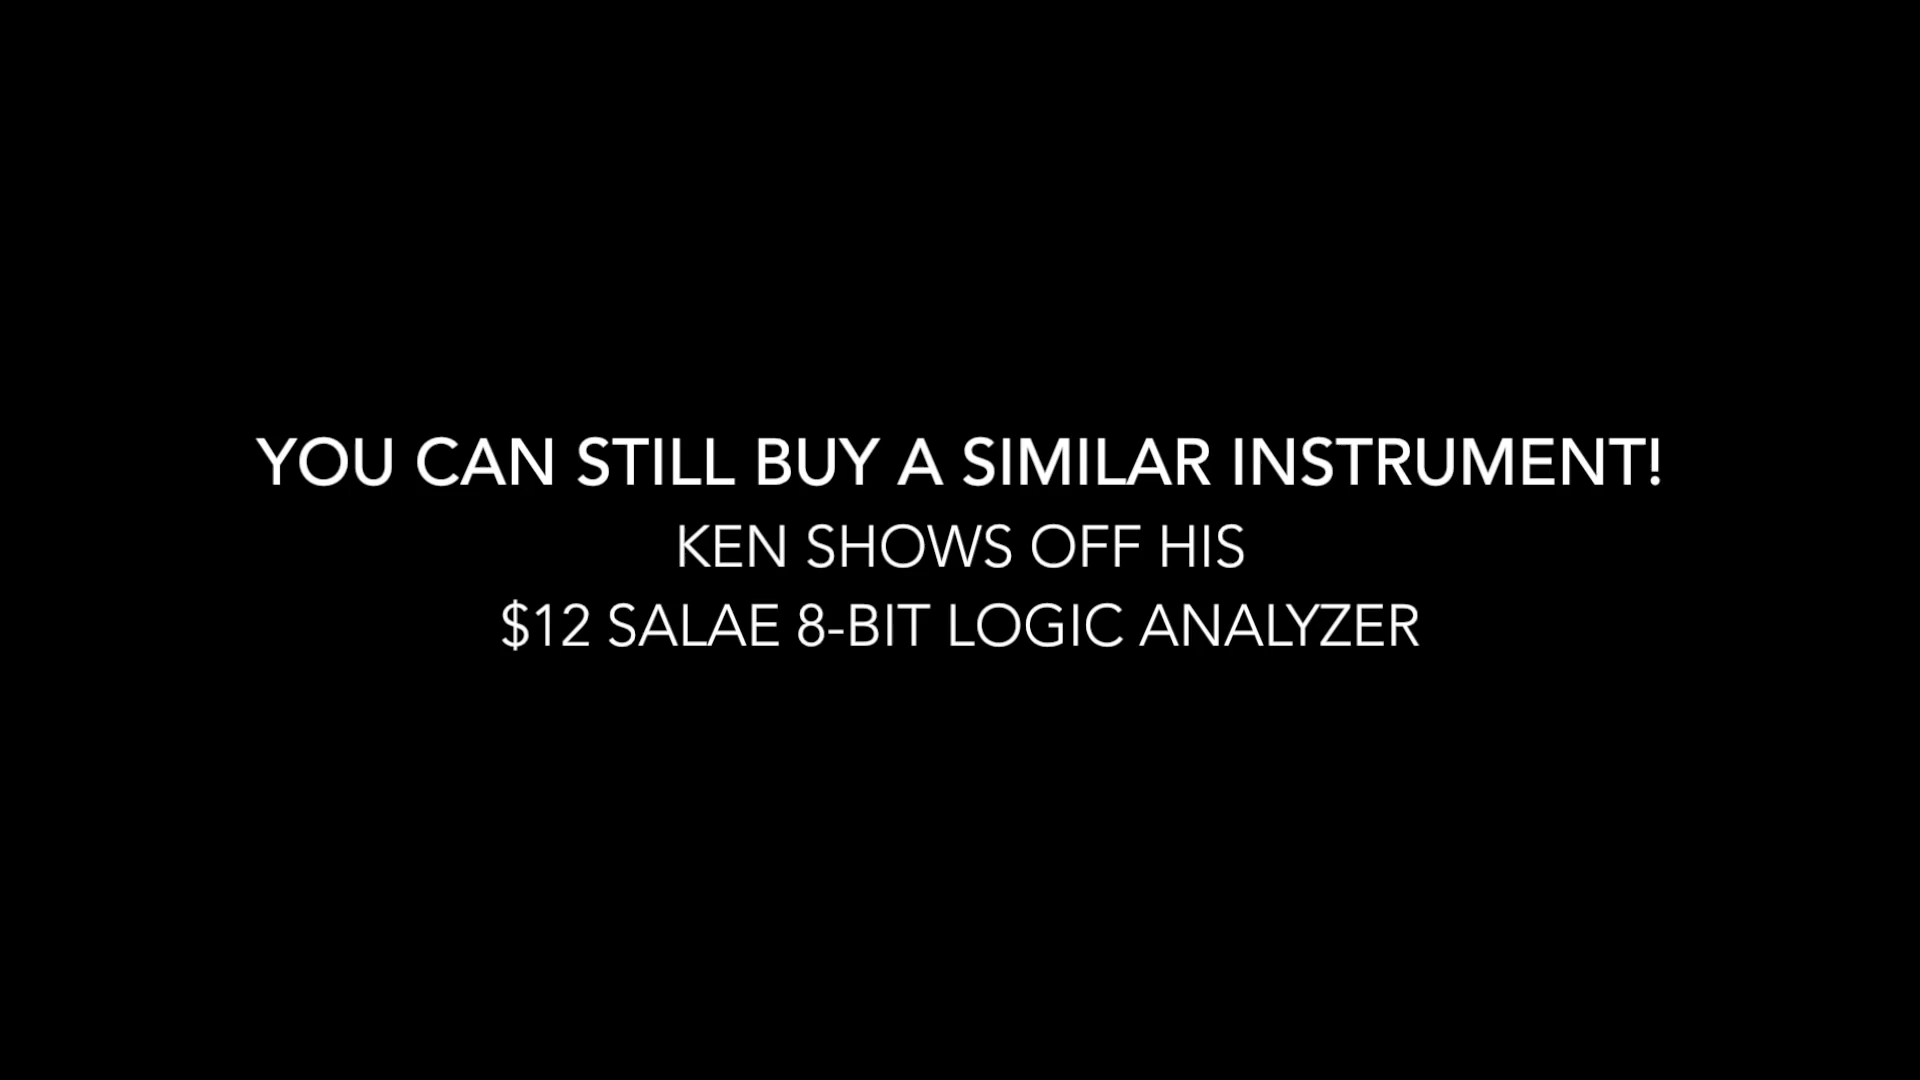 YOU CAN STILL BUY A SIMILAR INSTRUMENT!
KEN SHOWS OFF HIS
$12 SALAE 8-BIT LOGIC ANALYZER